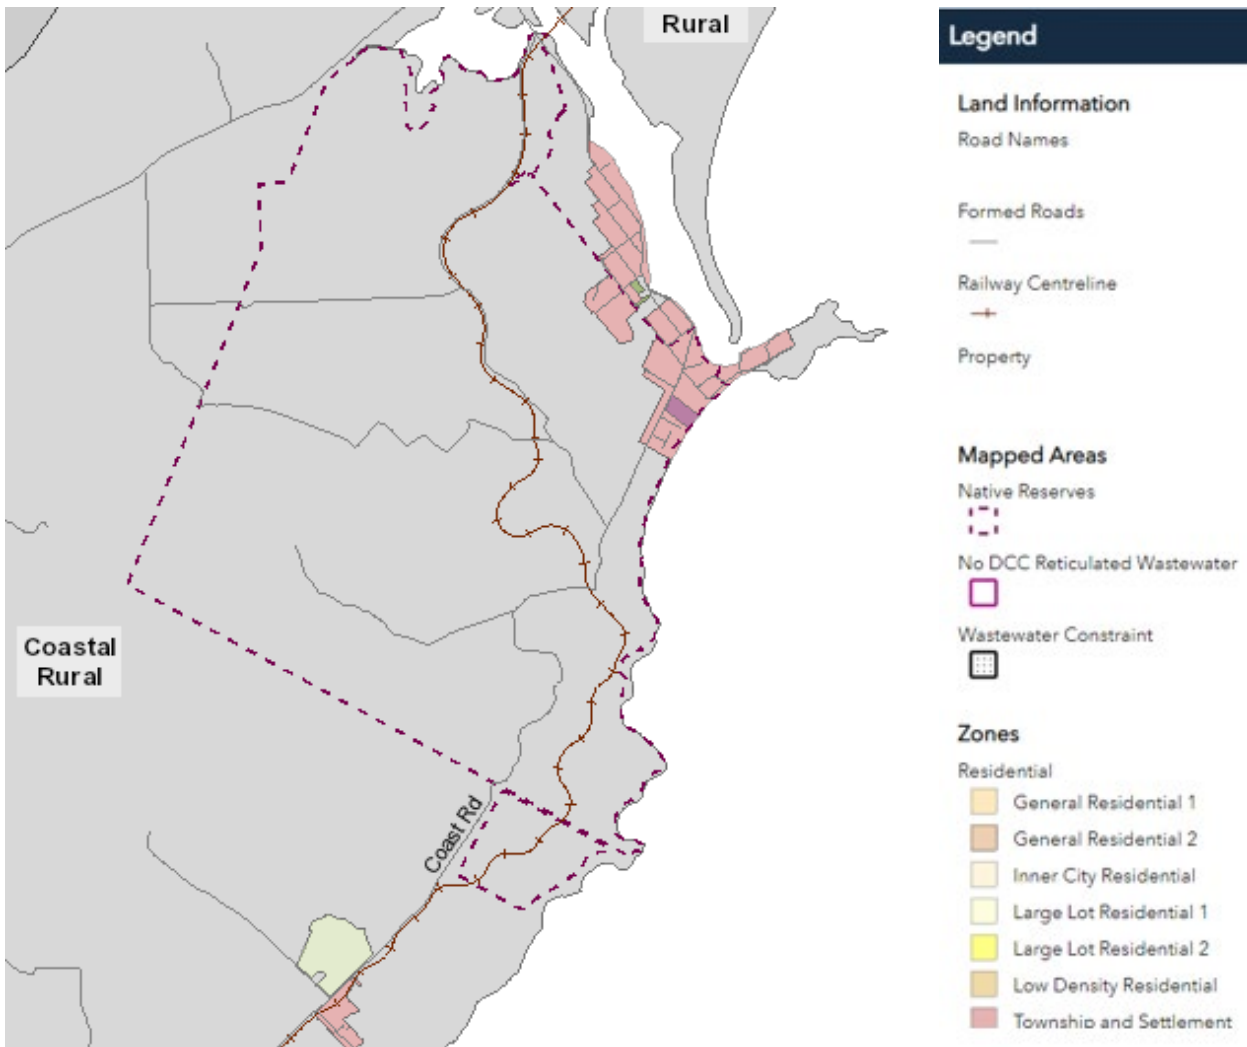 Rural
Coastal
Rural
Coast Rd
Legend
Land Information
Road Names
Formed Roads
Railway Centreline
Property
Mapped Areas
Native Reserves
No DCC Reticulated Wastewater
Wastewater Constraint
Zones
Residential
General Residential 1
General Residential 2
Inner City Residential
Large Lot Residential 1
Large Lot Residential 2
Low Density Residential
Township and Settlement